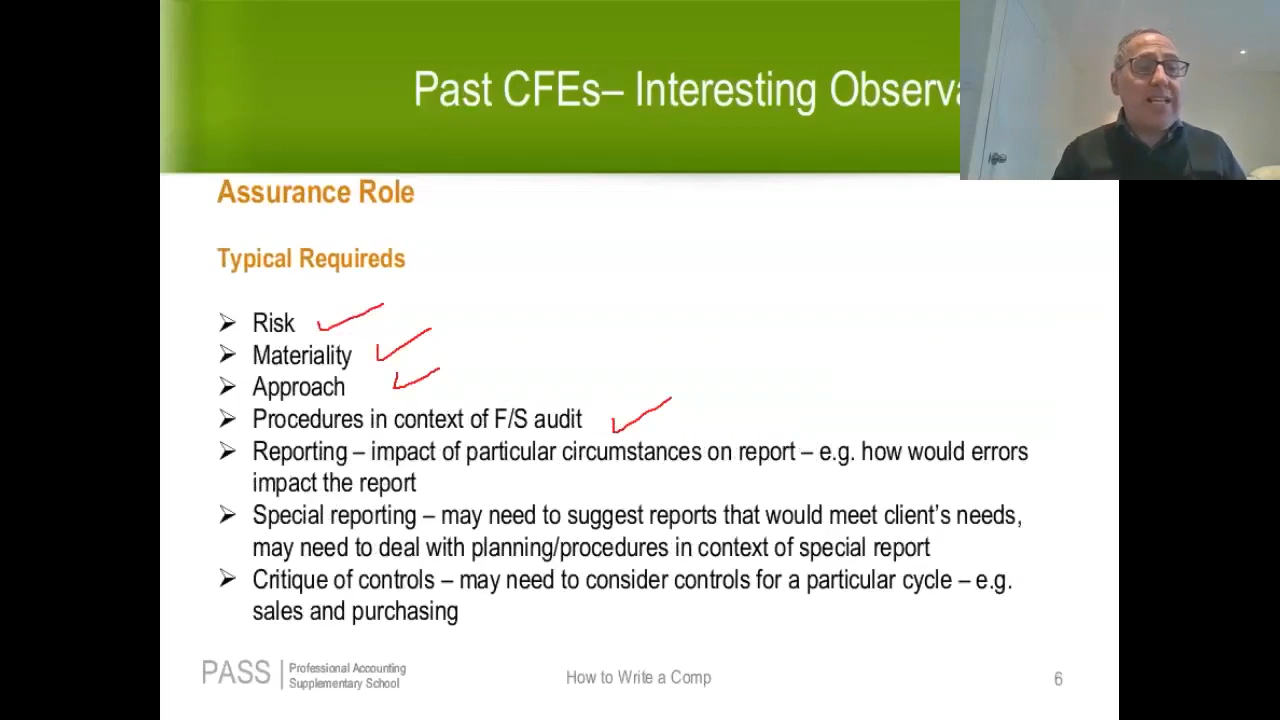 Past CFEs– Interesting Observa
Assurance Role
Typical Requireds
➢ Risk
➢ Materiality
➢ Approach
➢ Procedures in context of F/S audit
➢ Reporting – impact of particular circumstances on report – e.g. how would errors
impact the report
➢ Special reporting – may need to suggest reports that would meet client's needs,
may need to deal with planning/procedures in context of special report
➢ Critique of controls – may need to consider controls for a particular cycle – e.g.
sales and purchasing
PASS
Professional Accounting
Supplementary School
How to Write a Comp
6